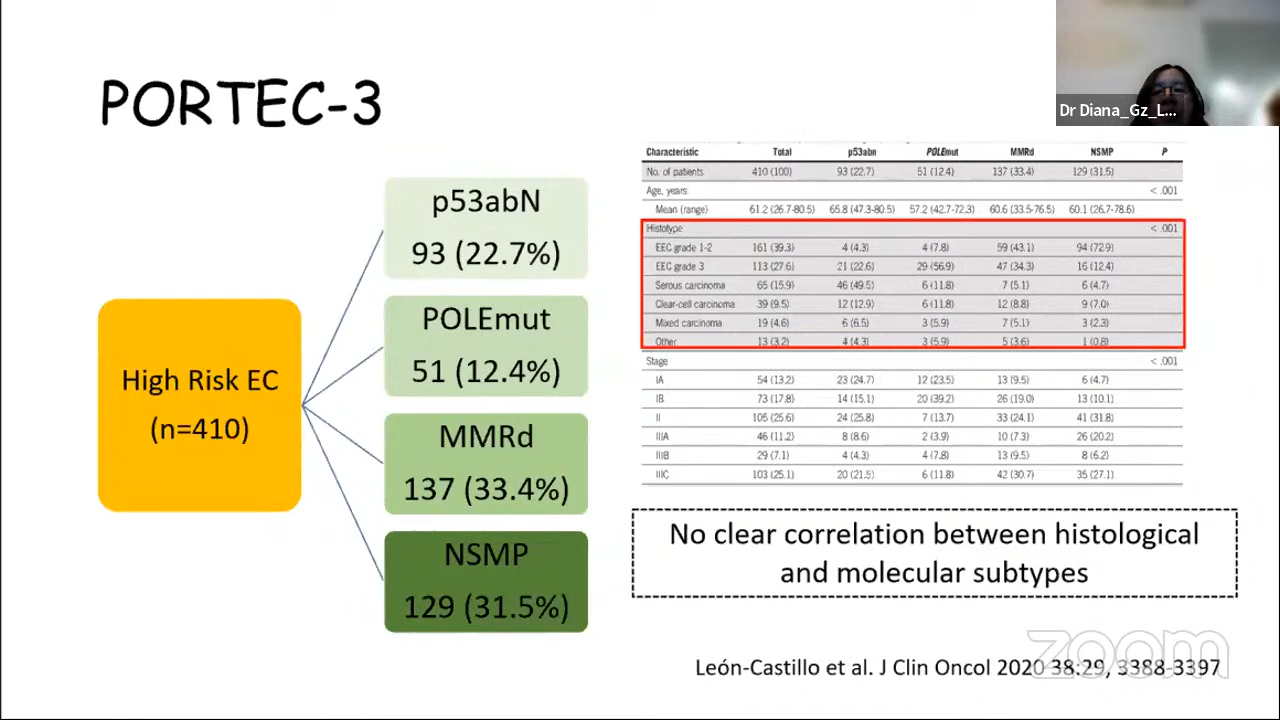 PORTEC-3
Dr Diana_Gz_L...
High Risk EC
(n=410)
p53abN
93 (22.7%)
POLEmut
51 (12.4%)
MMRd
137 (33.4%)
NSMP
129 (31.5%)
Characteristic Total p53abn POLEmut MMRd NSMP P
No. of patients 410 (100) 93 (22.7) 51 (12.4) 137 (33.4) 129 (31.5)
Age, years: < .001
Mean (range) 61.2 (26.7-80.5) 65.8 (47.3-80.5) 57.2 (42.7-72.3) 60.6 (33.5-76.5) 60.1 (26.7-78.6)
Histotype < .001
EEC grade 1-2 161 (39.3) 4 (4.3) 4 (7.8) 59 (43.1) 94 (72.9)
EEC grade 3 113 (27.6) 21 (22.6) 29 (56.9) 47 (34.3) 16 (12.4)
Serous carcinoma 65 (15.9) 46 (49.5) 6 (11.8) 7 (5.1) 6 (4.7)
Clear-cell carcinoma 39 (9.5) 12 (12.9) 6 (11.8) 12 (8.8) 9 (7.0)
Mixed carcinoma 19 (4.6) 6 (6.5) 3 (5.9) 7 (5.1) 3 (2.3)
Other 13 (3.2) 4 (4.3) 3 (5.9) 5 (3.6) 1 (0.8)
Stage < .001
IA 54 (13.2) 23 (24.7) 12 (23.5) 13 (9.5) 6 (4.7)
IB 73 (17.8) 14 (15.1) 20 (39.2) 26 (19.0) 13 (10.1)
II 105 (25.6) 24 (25.8) 7 (13.7) 33 (24.1) 41 (31.8)
IIIA 46 (11.2) 8 (8.6) 2 (3.9) 10 (7.3) 26 (20.2)
IIIB 29 (7.1) 4 (4.3) 4 (7.8) 13 (9.5) 8 (6.2)
IIIC 103 (25.1) 20 (21.5) 6 (11.8) 42 (30.7) 35 (27.1)
No clear correlation between histological
and molecular subtypes
León-Castillo et al. J Clin Oncol 2020 38:29, 3388-3397
zoom